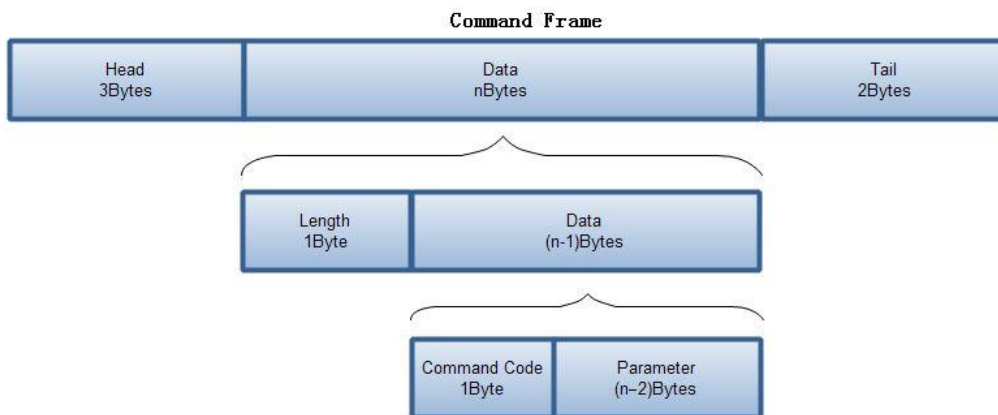 Command Frame
Head
3Bytes
Data
nBytes
Tail
2Bytes
Length
1Byte
Data
(n-1)Bytes
Command Code
1Byte
Parameter
(n–2)Bytes